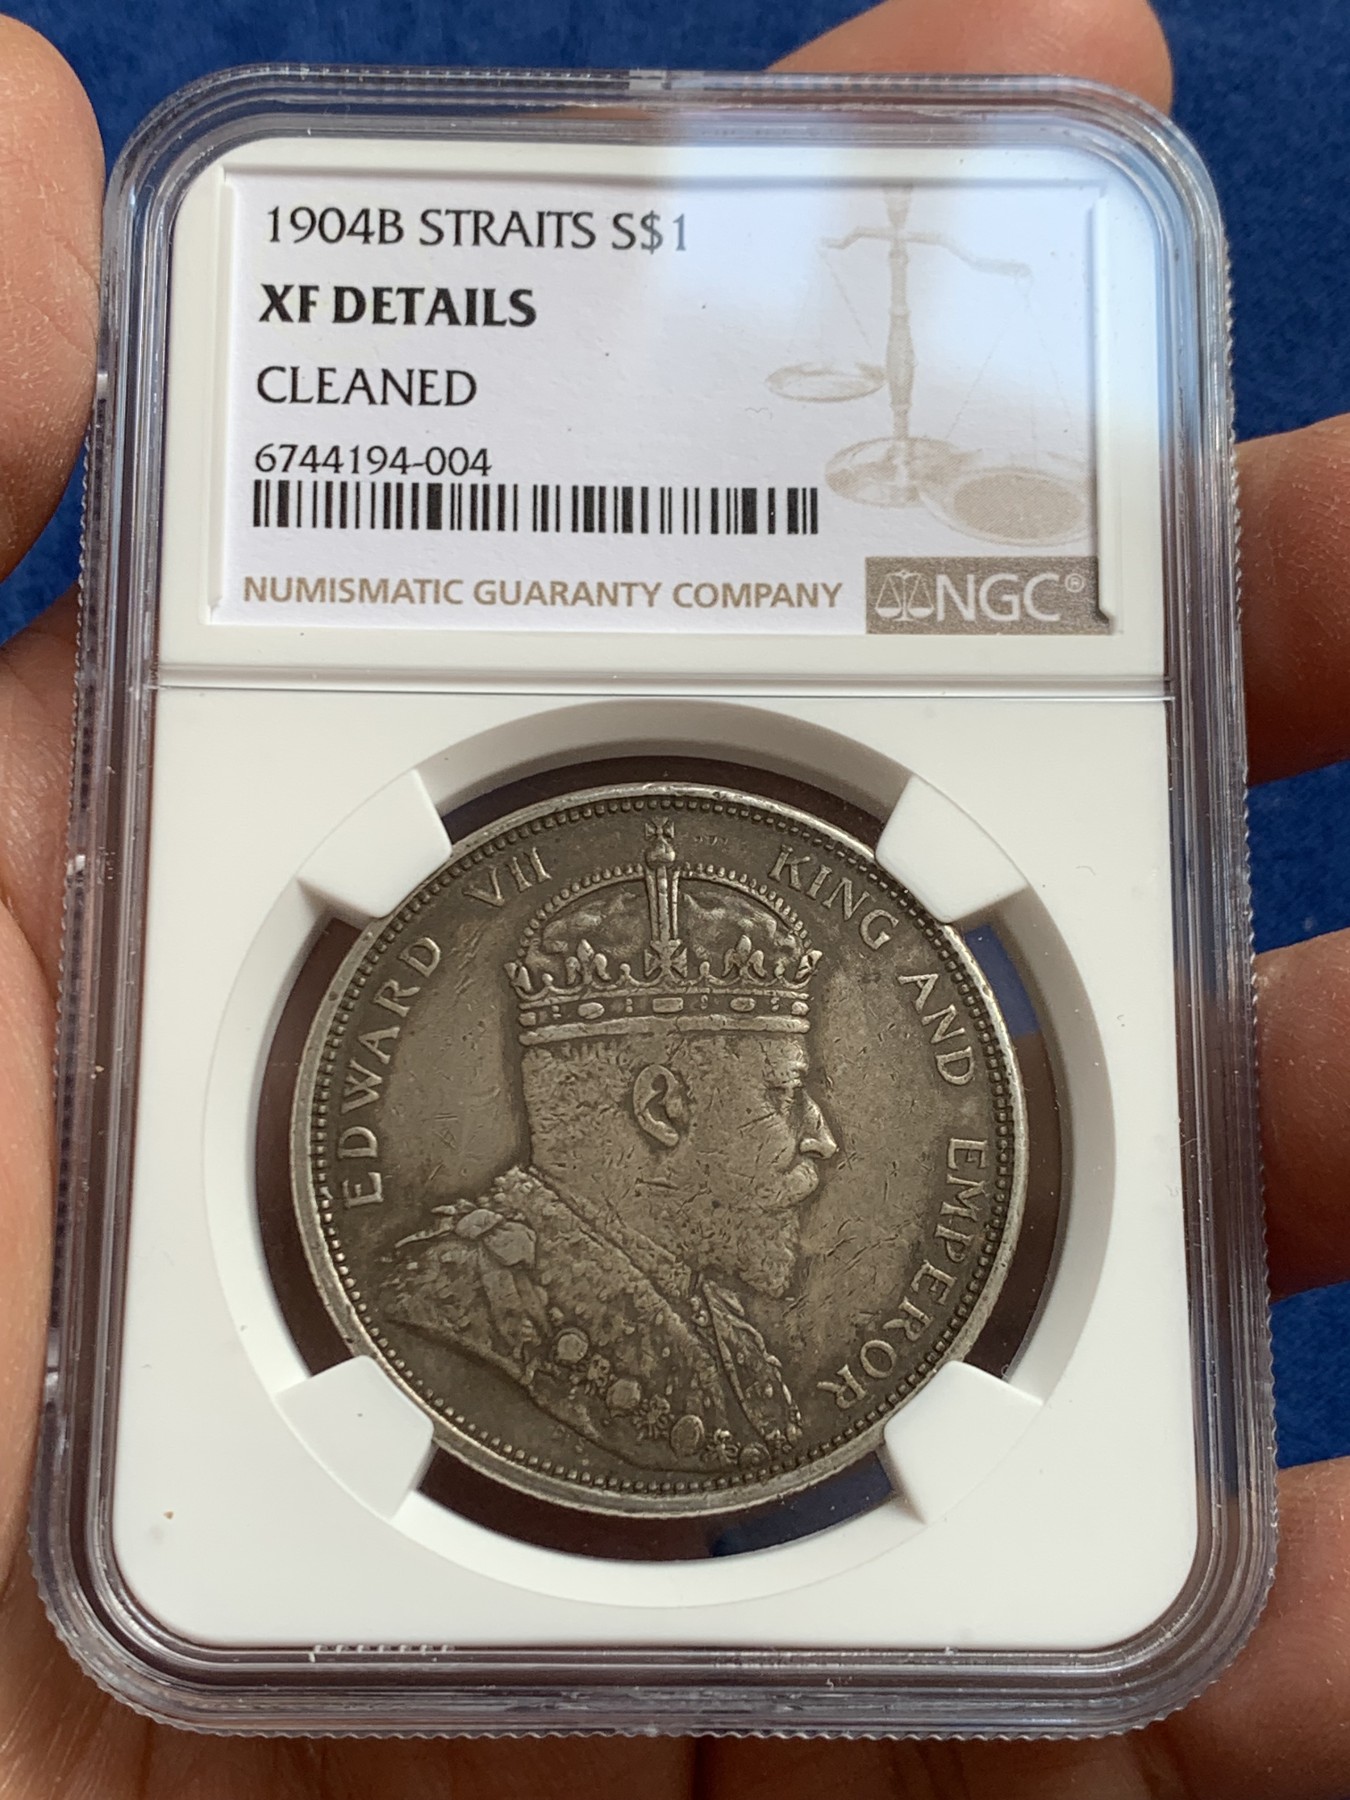 1904B STRAITS S$1
XF DETAILS
CLEANED
6744194-004
NUMISMATIC GUARANTY COMPANY
NGC®
EDWARD VII KING AND EMPEROR